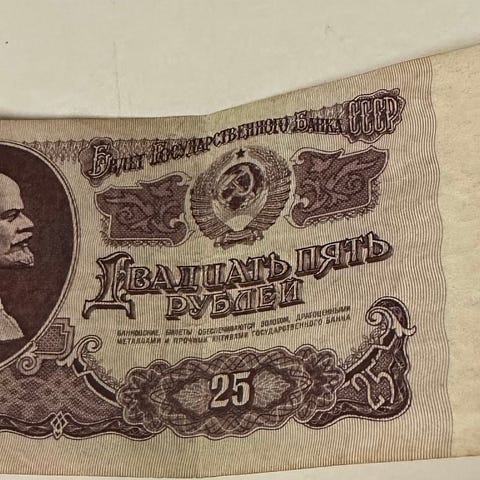 Билет Государственного Банка СССР
Двадцать пять
рублей
БАНКОВСКИЕ БИЛЕТЫ ОБЕСПЕЧИВАЮТСЯ ЗОЛОТОМ, ДРАГОЦЕННЫМИ
МЕТАЛЛАМИ И ПРОЧИМИ АКТИВАМИ ГОСУДАРСТВЕННОГО БАНКА
25
25